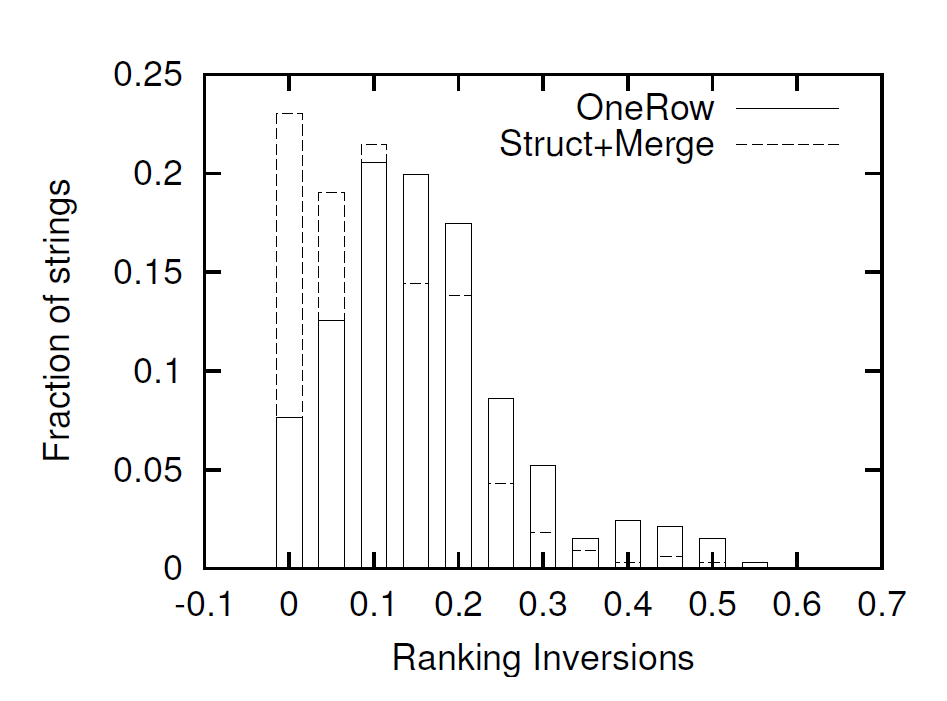 0.25
0.2
0.15
0.1
0.05
0
-0.1 0 0.1 0.2 0.3 0.4 0.5 0.6 0.7
Fraction of strings
Ranking Inversions
OneRow
Struct+Merge